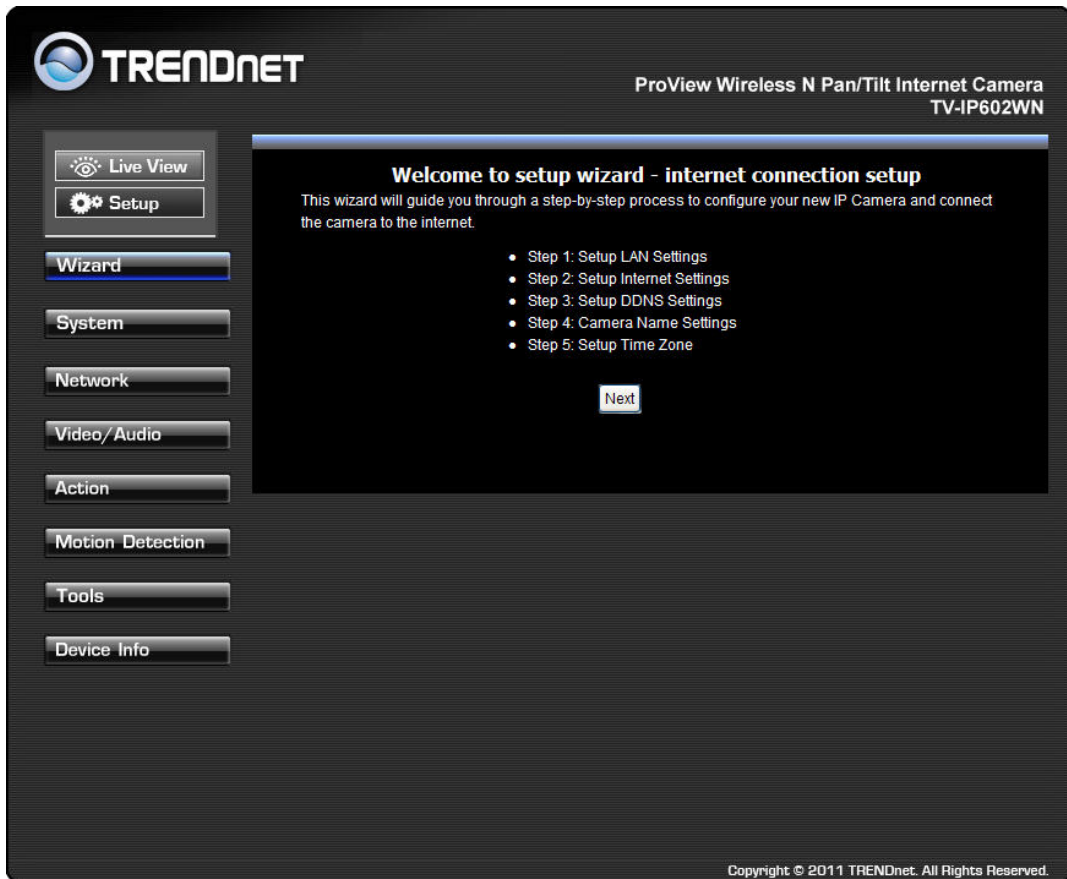 TRENDnet
ProView Wireless N Pan/Tilt Internet Camera
TV-IP602WN
Live View
Setup
Wizard
System
Network
Video/Audio
Action
Motion Detection
Tools
Device Info
Welcome to setup wizard - internet connection setup
This wizard will guide you through a step-by-step process to configure your new IP Camera and connect
the camera to the internet.
● Step 1: Setup LAN Settings
● Step 2: Setup Internet Settings
● Step 3: Setup DDNS Settings
● Step 4: Camera Name Settings
● Step 5: Setup Time Zone
Next
Copyright © 2011 TRENDnet. All Rights Reserved.